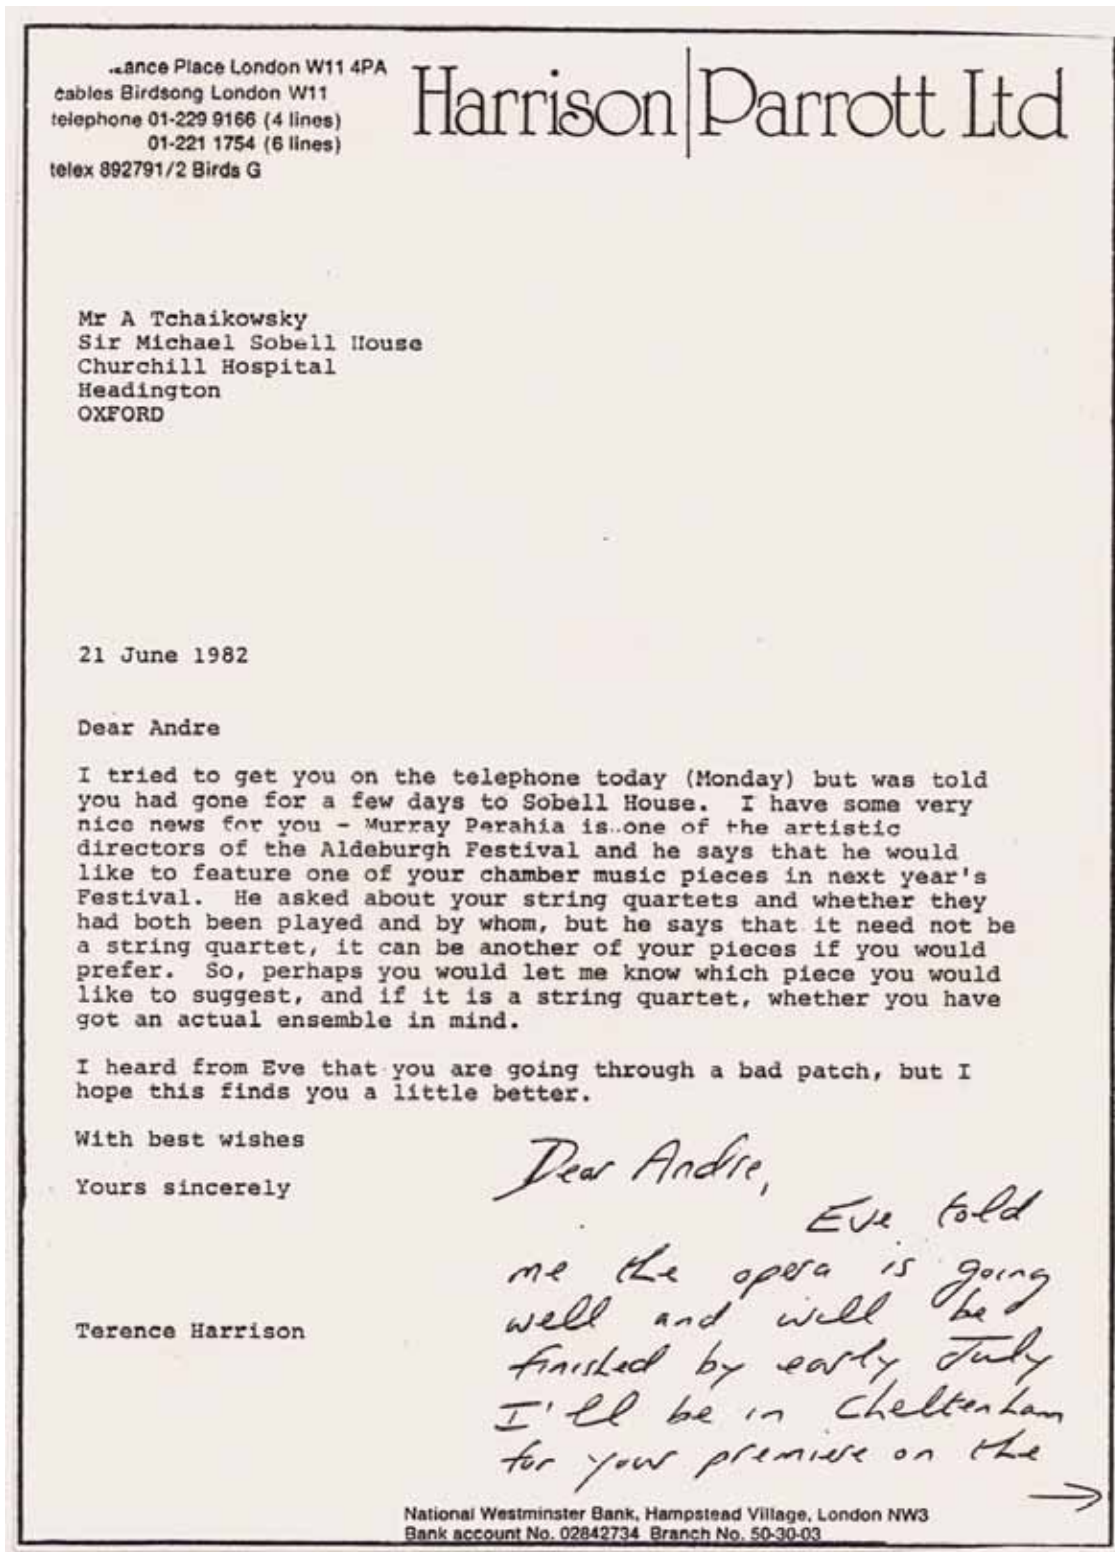 Place London W11 4PA
cables Birdsong London W11
telephone 01-229 9166 (4 lines)
01-221 1754 (6 lines)
telex 892791/2 Birds G
Harrison|Parrott Ltd
Mr A Tchaikowsky
Sir Michael Sobell House
Churchill Hospital
Headington
OXFORD
21 June 1982
Dear Andre
I tried to get you on the telephone today (Monday) but was told
you had gone for a few days to Sobell House. I have some very
nice news for you - Murray Perahia is one of the artistic
directors of the Aldeburgh Festival and he says that he would
like to feature one of your chamber music pieces in next year's
Festival. He asked about your string quartets and whether they
had both been played and by whom, but he says that it need not be
a string quartet, it can be another of your pieces if you would
prefer. So, perhaps you would let me know which piece you would
like to suggest, and if it is a string quartet, whether you have
got an actual ensemble in mind.
I heard from Eve that you are going through a bad patch, but I
hope this finds you a little better.
With best wishes
Yours sincerely
Terence Harrison
Dear Andre,
Eve told
me the opera is going
well and will be
finished by early July
I'll be in Cheltenham
for your premiere on the
→
National Westminster Bank, Hampstead Village, London NW3
Bank account No. 02842734 Branch No. 50-30-03